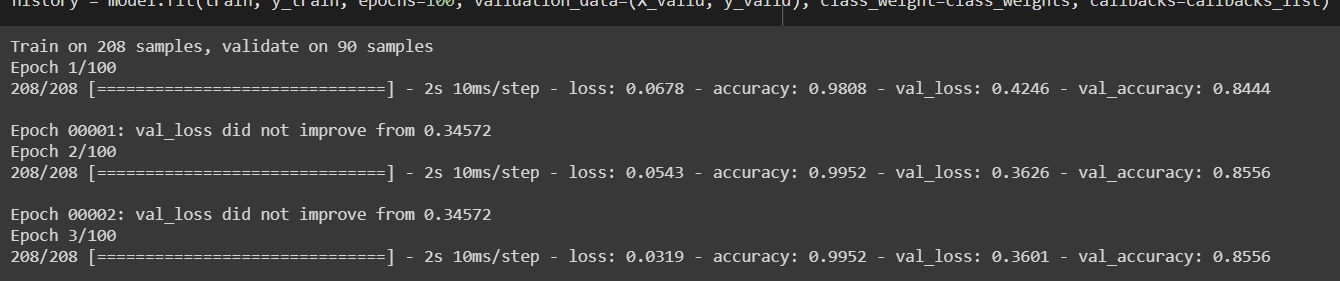 history = model.fit(train, y_train, epochs=100, validation_data=(X_valid, y_valid), class_weight=class_weights, callbacks=callbacks_list)
Train on 208 samples, validate on 90 samples
Epoch 1/100
208/208 [==============================] - 2s 10ms/step - loss: 0.0678 - accuracy: 0.9808 - val_loss: 0.4246 - val_accuracy: 0.8444
Epoch 00001: val_loss did not improve from 0.34572
Epoch 2/100
208/208 [==============================] - 2s 10ms/step - loss: 0.0543 - accuracy: 0.9952 - val_loss: 0.3626 - val_accuracy: 0.8556
Epoch 00002: val_loss did not improve from 0.34572
Epoch 3/100
208/208 [==============================] - 2s 10ms/step - loss: 0.0319 - accuracy: 0.9952 - val_loss: 0.3601 - val_accuracy: 0.8556